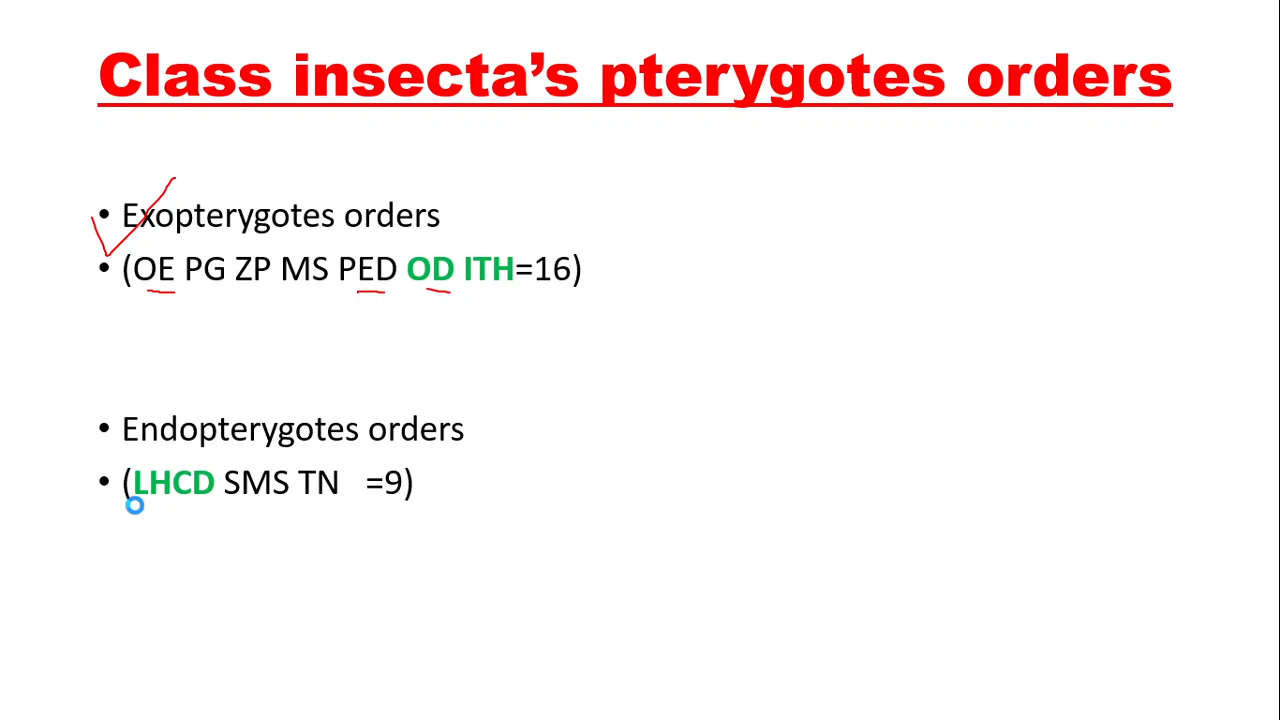 Class insecta’s pterygotes orders
• Exopterygotes orders
• (OE PG ZP MS PED OD ITH=16)
• Endopterygotes orders
• (LHCD SMS TN =9)